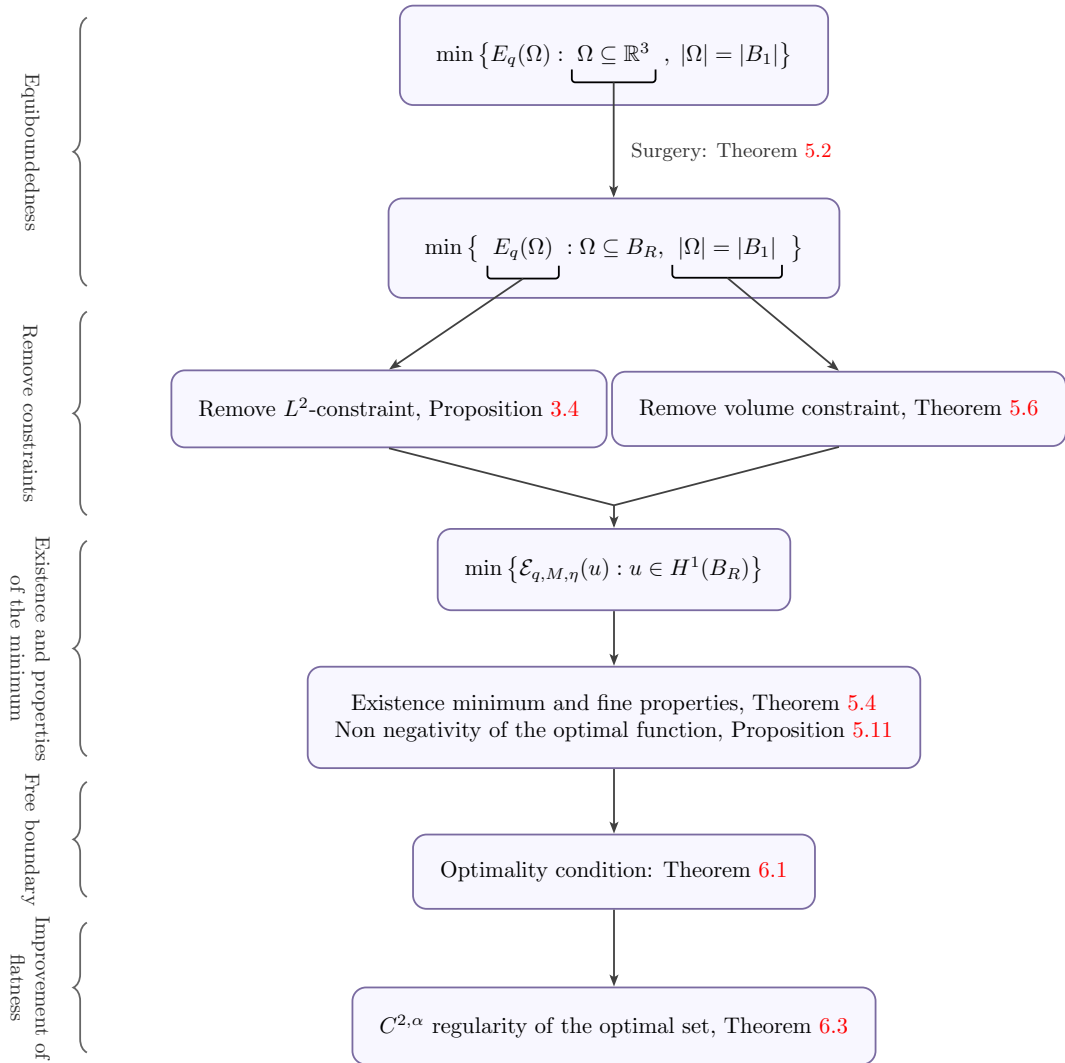 Equiboundedness
min {E_q(Ω) : Ω ⊆ ℝ³ , |Ω| = |B₁|}
Surgery: Theorem 5.2
min { E_q(Ω) : Ω ⊆ B_R, |Ω| = |B₁| }
Remove constraints
Remove L²-constraint, Proposition 3.4
Remove volume constraint, Theorem 5.6
Existence and properties
of the minimum
min {ℰ_{q,M,η}(u) : u ∈ H¹(B_R)}
Existence minimum and fine properties, Theorem 5.4
Non negativity of the optimal function, Proposition 5.11
Free boundary
Optimality condition: Theorem 6.1
Improvement of
flatness
C^{2,α} regularity of the optimal set, Theorem 6.3